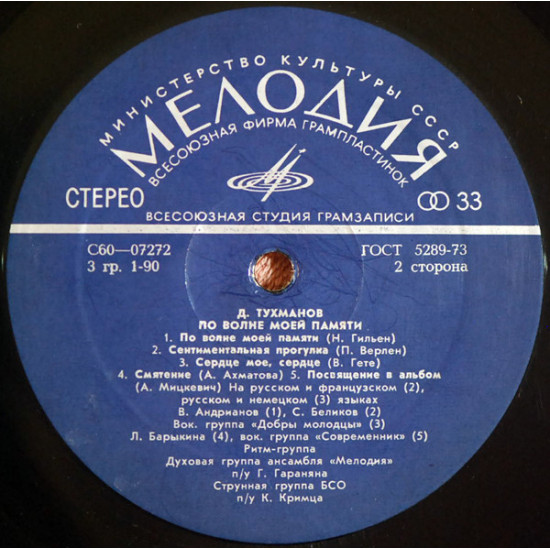 МИНИСТЕРСТВО КУЛЬТУРЫ СССР
МЕЛОДИЯ
ВСЕСОЮЗНАЯ ФИРМА ГРАМПЛАСТИНОК
СТЕРЕО 33
ВСЕСОЮЗНАЯ СТУДИЯ ГРАМЗАПИСИ
С60—07272 ГОСТ 5289-73
3 гр. 1-90 2 сторона
Д. ТУХМАНОВ
ПО ВОЛНЕ МОЕЙ ПАМЯТИ
1. По волне моей памяти (Н. Гильен)
2. Сентиментальная прогулка (П. Верлен)
3. Сердце мое, сердце (В. Гете)
4. Смятение (А. Ахматова) 5. Посвящение в альбом
(А. Мицкевич) На русском и французском (2),
русском и немецком (3) языках
В. Андрианов (1), С. Беликов (2)
Вок. группа «Добры молодцы» (3)
Л. Барыкина (4), вок. группа «Современник» (5)
Ритм-группа
Духовая группа ансамбля «Мелодия»
п/у Г. Гараняна
Струнная группа БСО
п/у К. Кримца